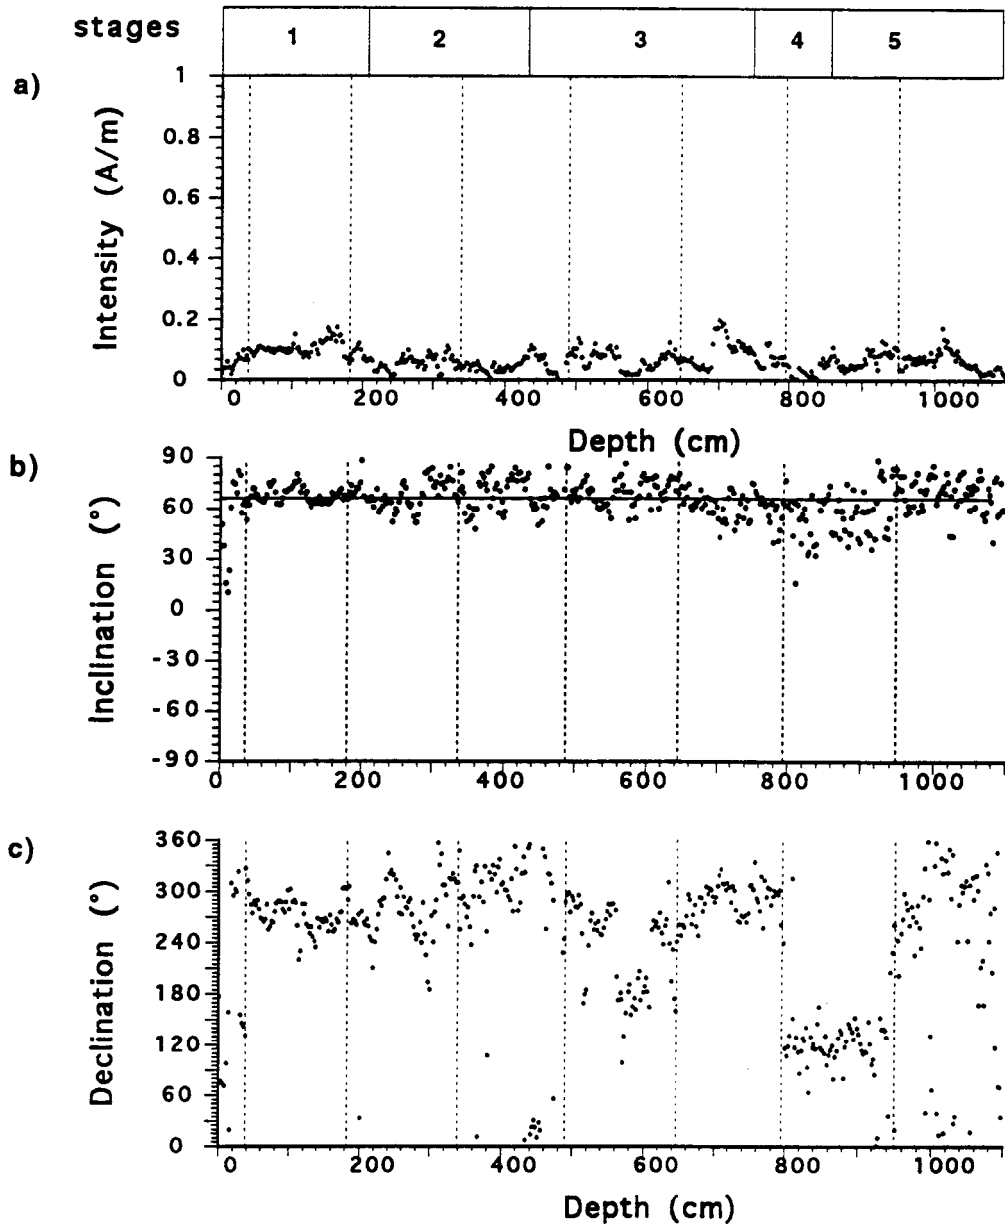 stages 1 2 3 4 5
a)
Intensity (A/m)
1
0.8
0.6
0.4
0.2
0
0 200 400 600 800 1000
Depth (cm)
b)
Inclination (°)
90
60
30
0
-30
-60
-90
0 200 400 600 800 1000
c)
Declination (°)
360
300
240
180
120
60
0
0 200 400 600 800 1000
Depth (cm)